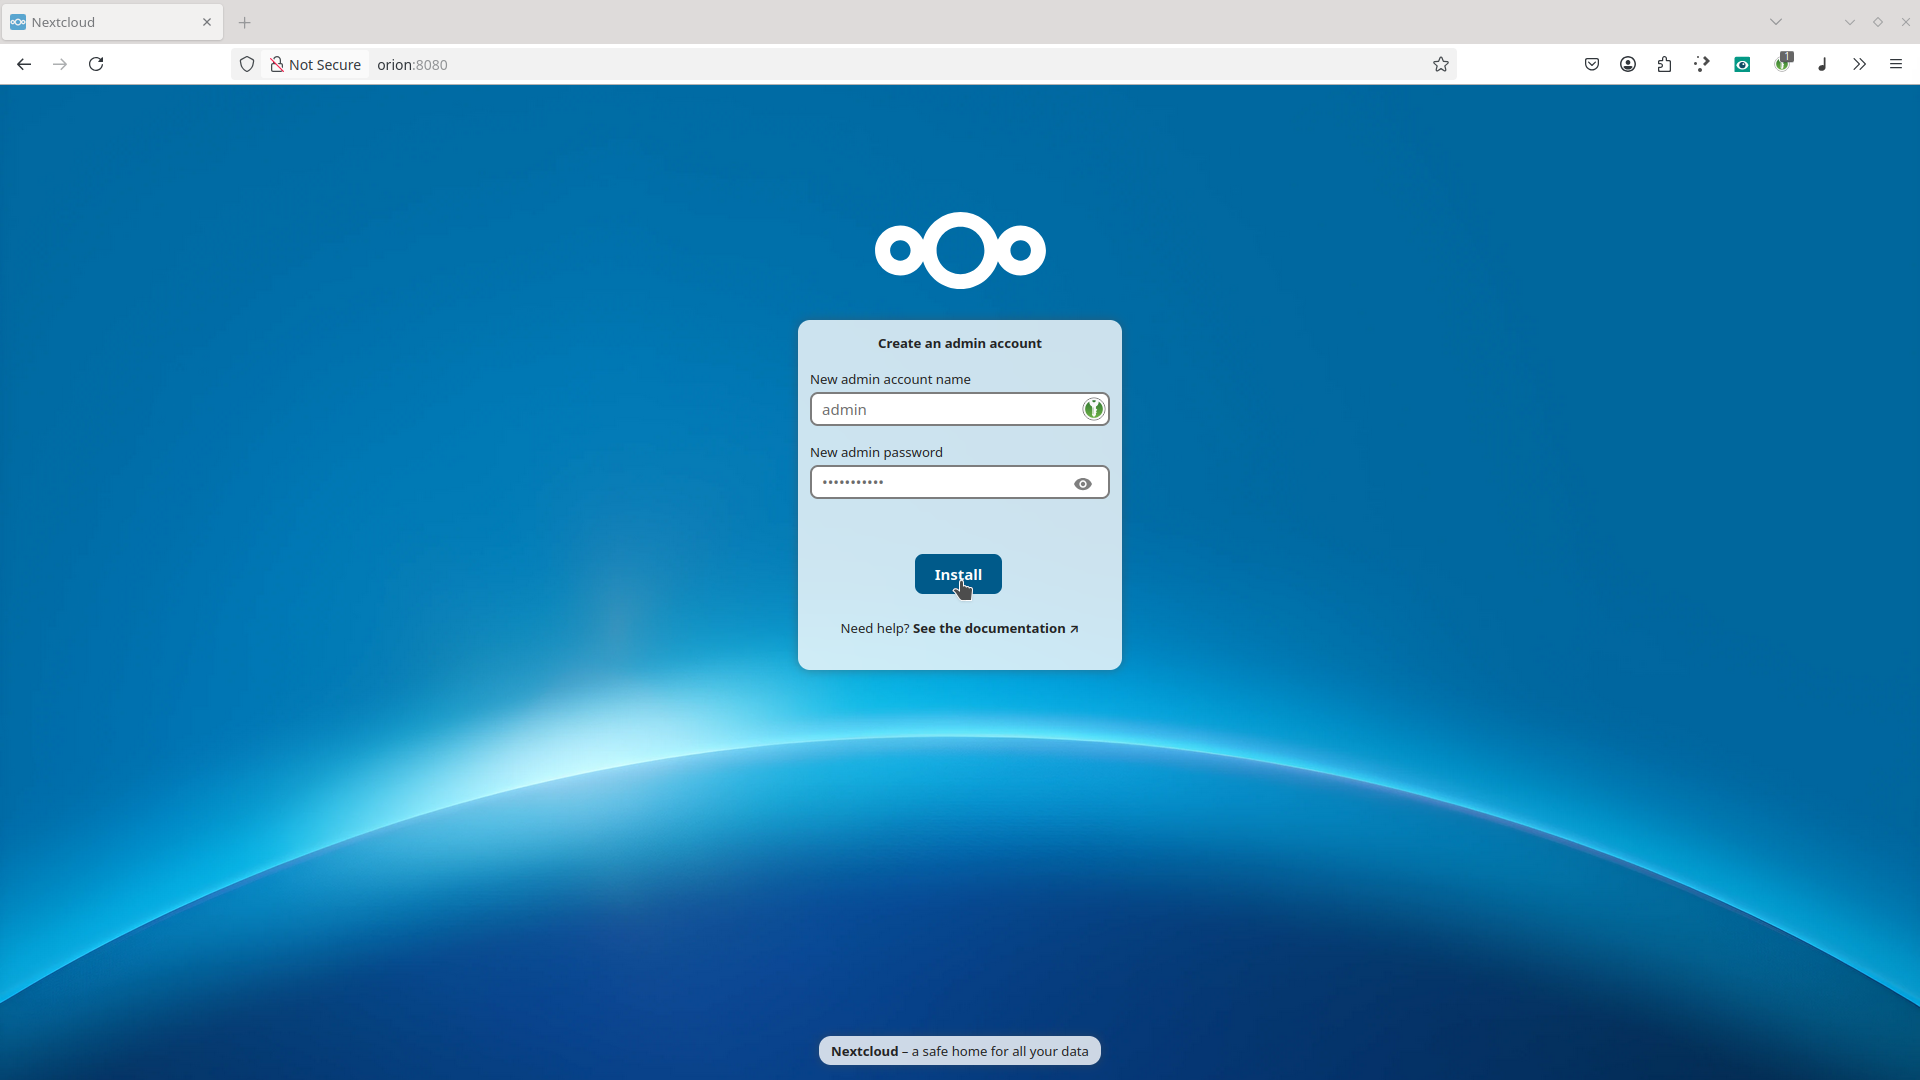 Nextcloud
Not Secure
orion:8080
1
Create an admin account
New admin account name
admin
New admin password
•••••••••••
Install
Need help? See the documentation ↗
Nextcloud – a safe home for all your data